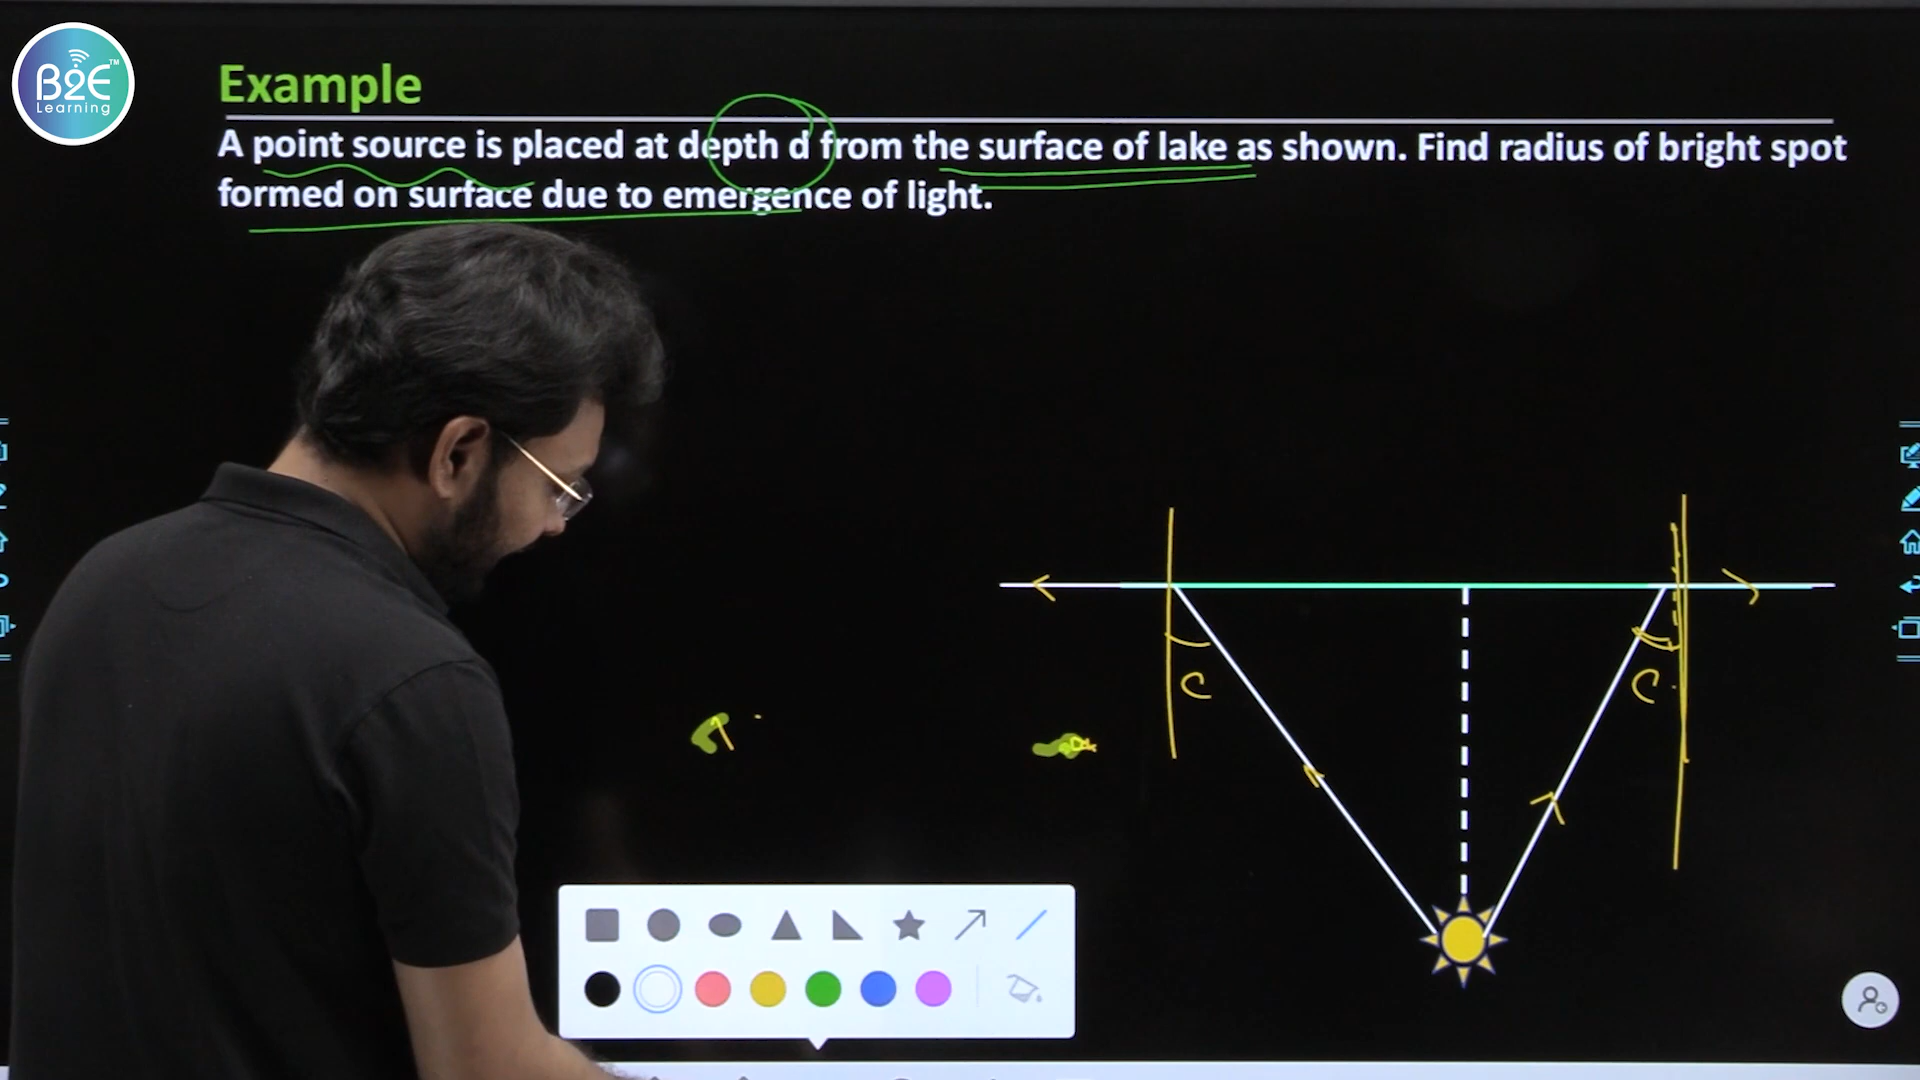 B2E
TM
Learning
Example
A point source is placed at depth d from the surface of lake as shown. Find radius of bright spot
formed on surface due to emergence of light.
C
C